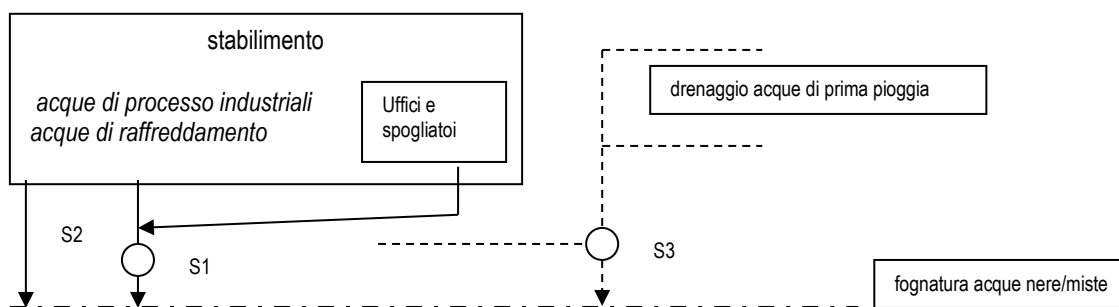 stabilimento
acque di processo industriali
acque di raffreddamento
Uffici e
spogliatoi
drenaggio acque di prima pioggia
S2
S1
S3
fognatura acque nere/miste